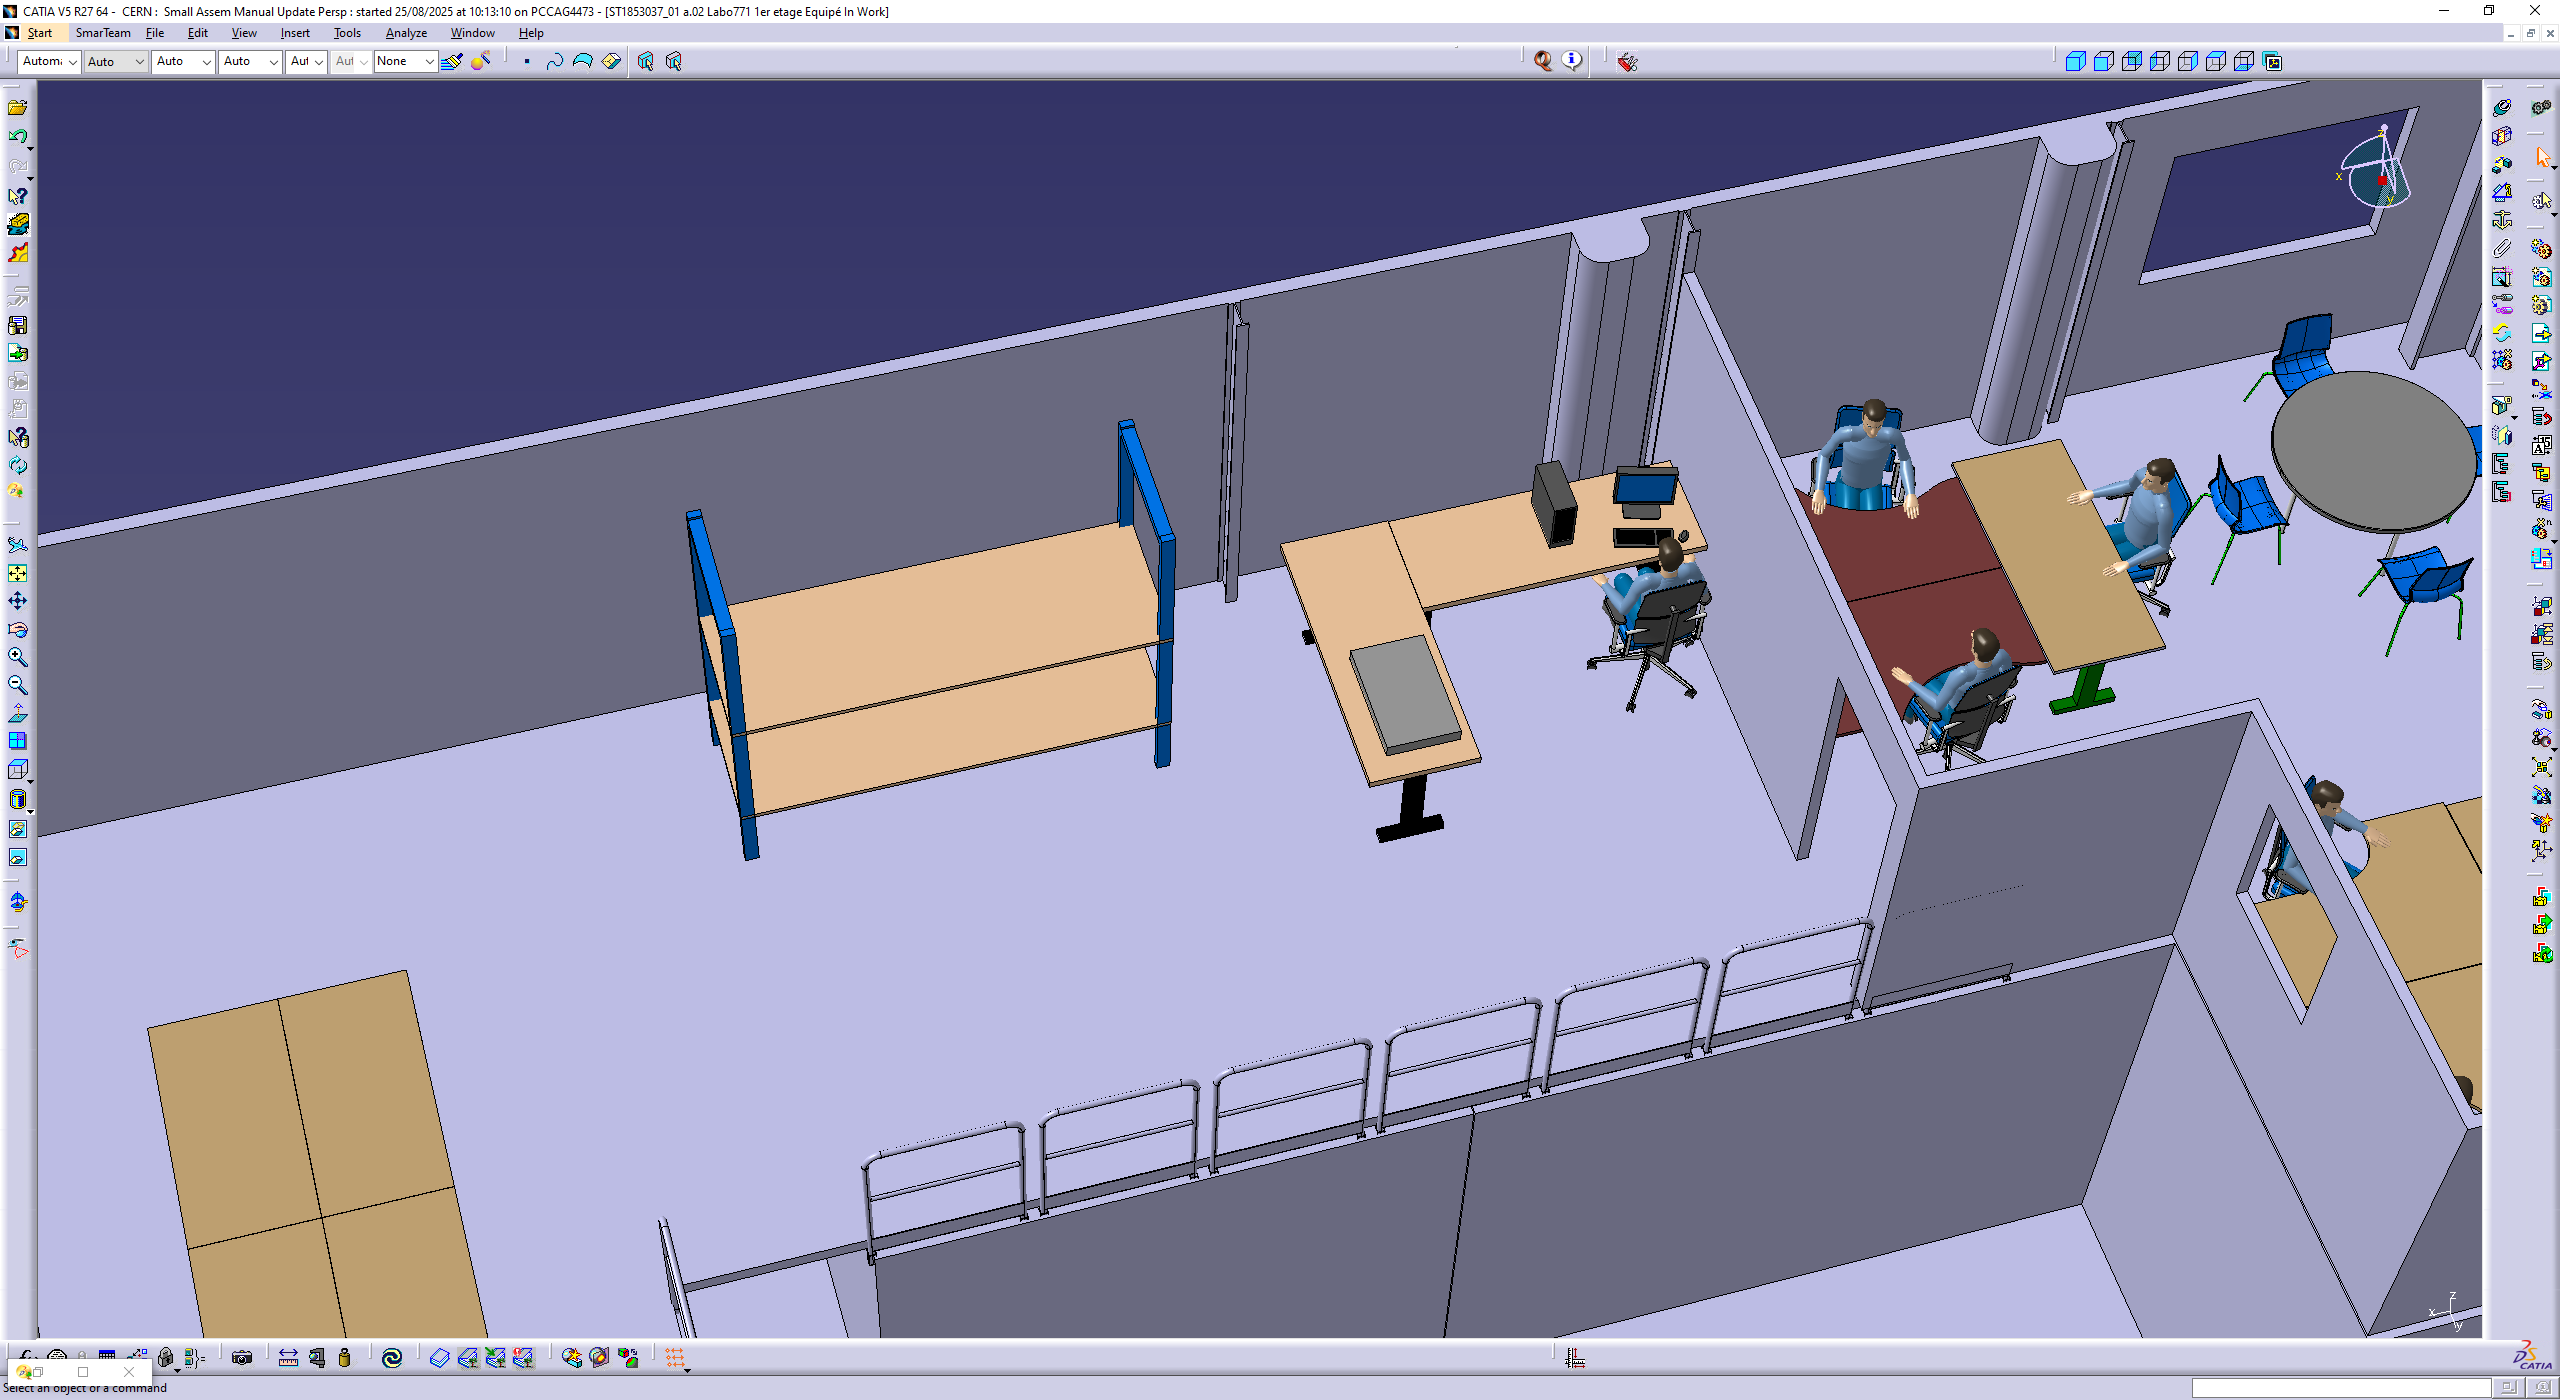 CATIA V5 R27 64 - CERN : Small Assem Manual Update Persp : started 25/08/2025 at 10:13:10 on PCCAG4473 - [ST1853037_01 a.02 Labo771 1er etage Equipé In Work]
Start SmarTeam File Edit View Insert Tools Analyze Window Help
Auto Auto Auto None
z
x
y
z
x
y
DS CATIA
Select an object or a command